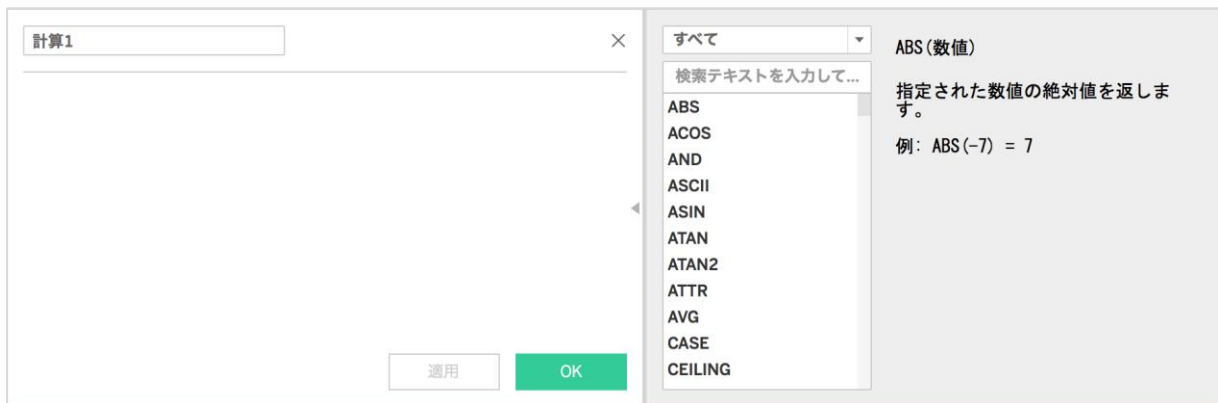 計算1
適用
OK
すべて
検索テキストを入力して...
ABS
ACOS
AND
ASCII
ASIN
ATAN
ATAN2
ATTR
AVG
CASE
CEILING
ABS(数値)
指定された数値の絶対値を返しま
す。
例: ABS(-7) = 7